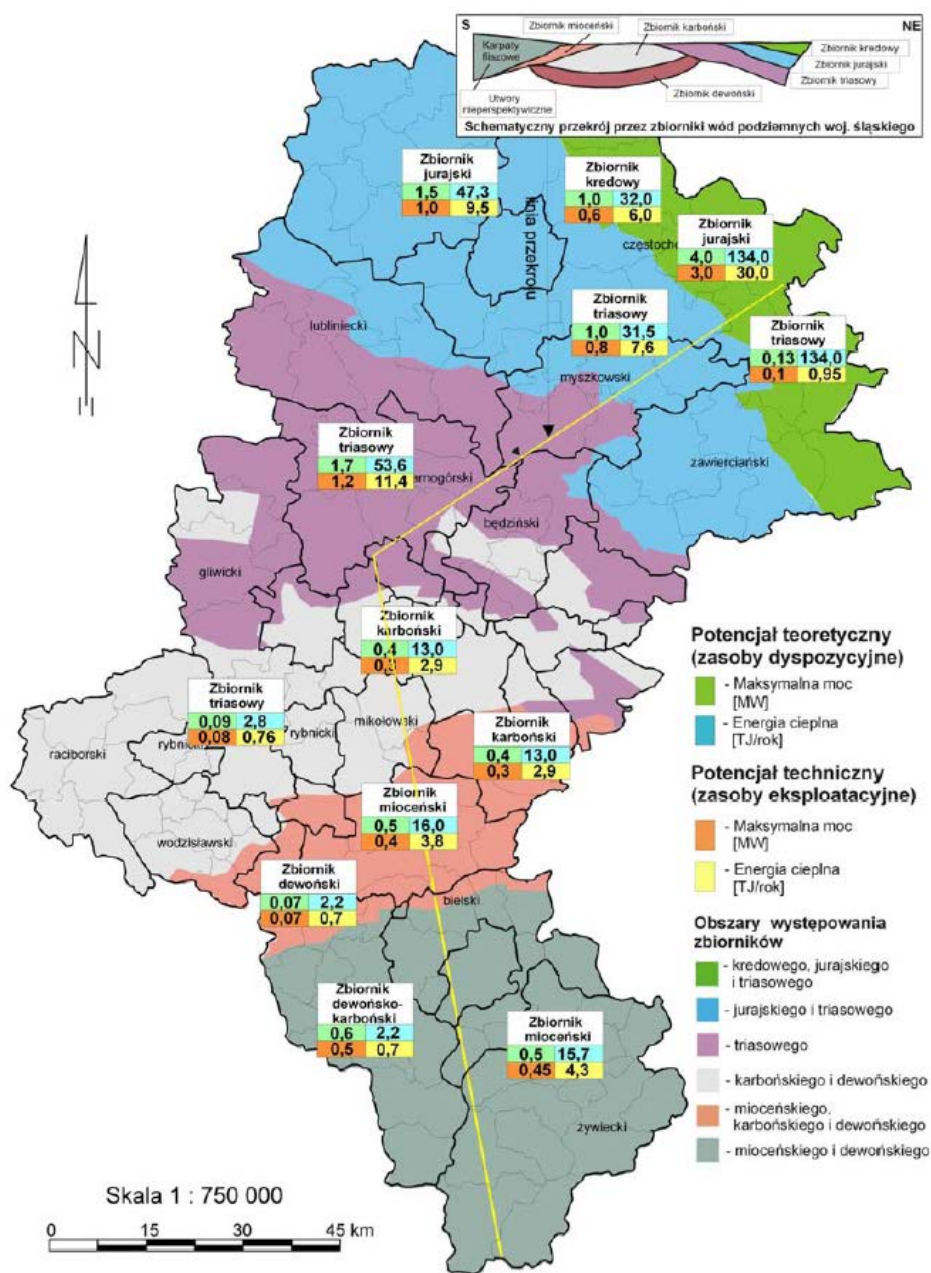 S
NE
Zbiornik mioceński
Zbiornik karboński
Karpaty
fliszowe
Zbiornik kredowy
Zbiornik jurajski
Zbiornik triasowy
Zbiornik dewoński
Utwory
nieperspektywiczne
Schematyczny przekrój przez zbiorniki wód podziemnych woj. śląskiego
Zbiornik
jurajski
1,5 47,3
1,0 9,5
Zbiornik
kredowy
1,0 32,0
0,6 6,0
linia przekroju
częstoche
Zbiornik
jurajski
4,0 134,0
3,0 30,0
lubliniecki
Zbiornik
triasowy
1,0 31,5
0,8 7,6
Zbiornik
triasowy
0,13 134,0
0,1 0,95
myszkowski
Zbiornik
triasowy
1,7 53,6
1,2 11,4
arnogórski
zawierciański
będziński
gliwicki
Zbiornik
karboński
0,4 13,0
0,3 2,9
Zbiornik
triasowy
0,09 2,8
0,08 0,76
raciborski
rybnicki
rybnicki
mikołowski
Zbiornik
karboński
0,4 13,0
0,3 2,9
Zbiornik
mioceński
0,5 16,0
0,4 3,8
wodzisławski
Zbiornik
dewoński
0,07 2,2
0,07 0,7
bielski
Zbiornik
dewońsko-
karboński
0,6 2,2
0,5 0,7
Zbiornik
mioceński
0,5 15,7
0,45 4,3
żywiecki
Potencjał teoretyczny
(zasoby dyspozycyjne)
- Maksymalna moc
[MW]
- Energia cieplna
[TJ/rok]
Potencjał techniczny
(zasoby eksploatacyjne)
- Maksymalna moc
[MW]
- Energia cieplna
[TJ/rok]
Obszary występowania
zbiorników
- kredowego, jurajskiego
i triasowego
- jurajskiego i triasowego
- triasowego
- karbońskiego i dewońskiego
- mioceńskiego,
karbońskiego i dewońskiego
- mioceńskiego i dewońskiego
Skala 1 : 750 000
0 15 30 45 km
N